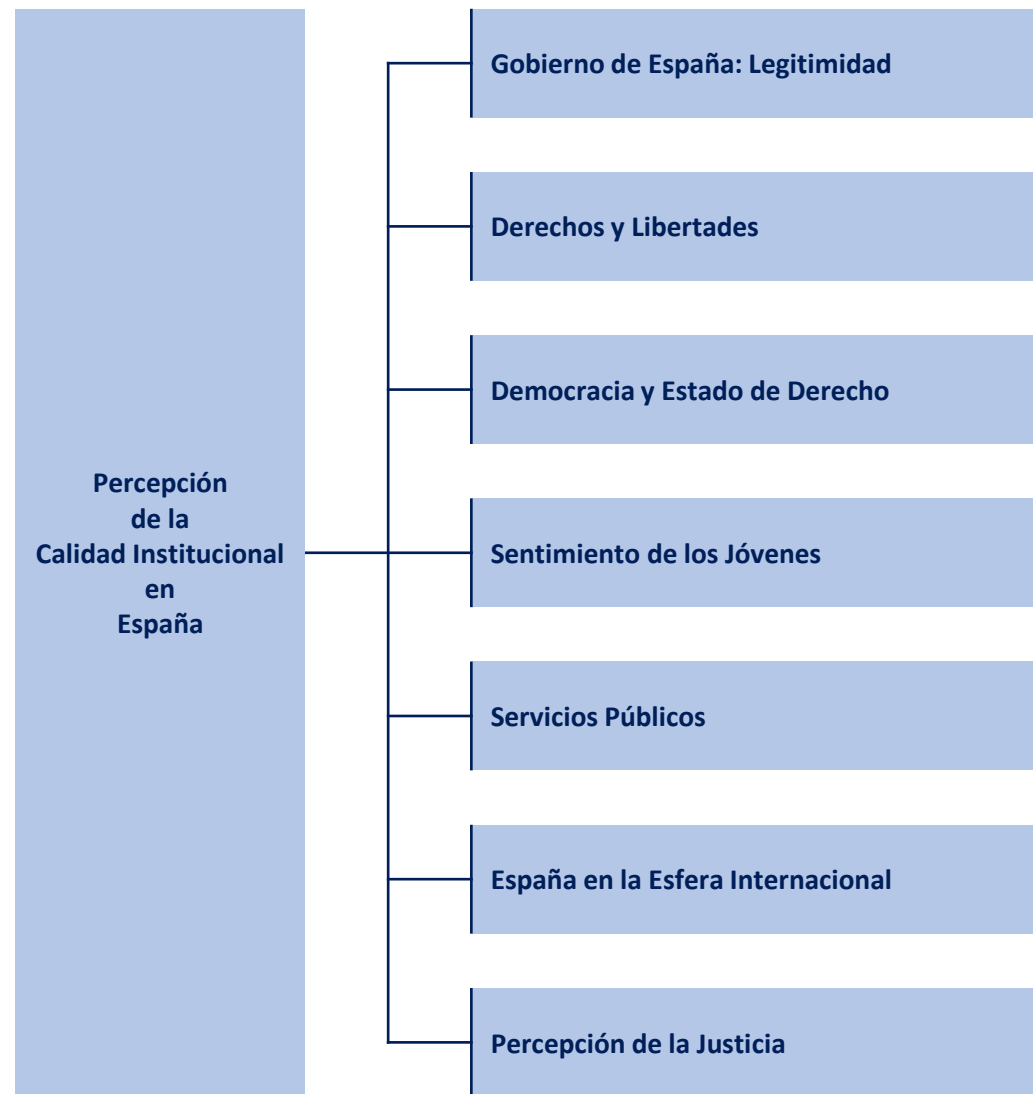 Percepción
de la
Calidad Institucional
en
España
Gobierno de España: Legitimidad
Derechos y Libertades
Democracia y Estado de Derecho
Sentimiento de los Jóvenes
Servicios Públicos
España en la Esfera Internacional
Percepción de la Justicia